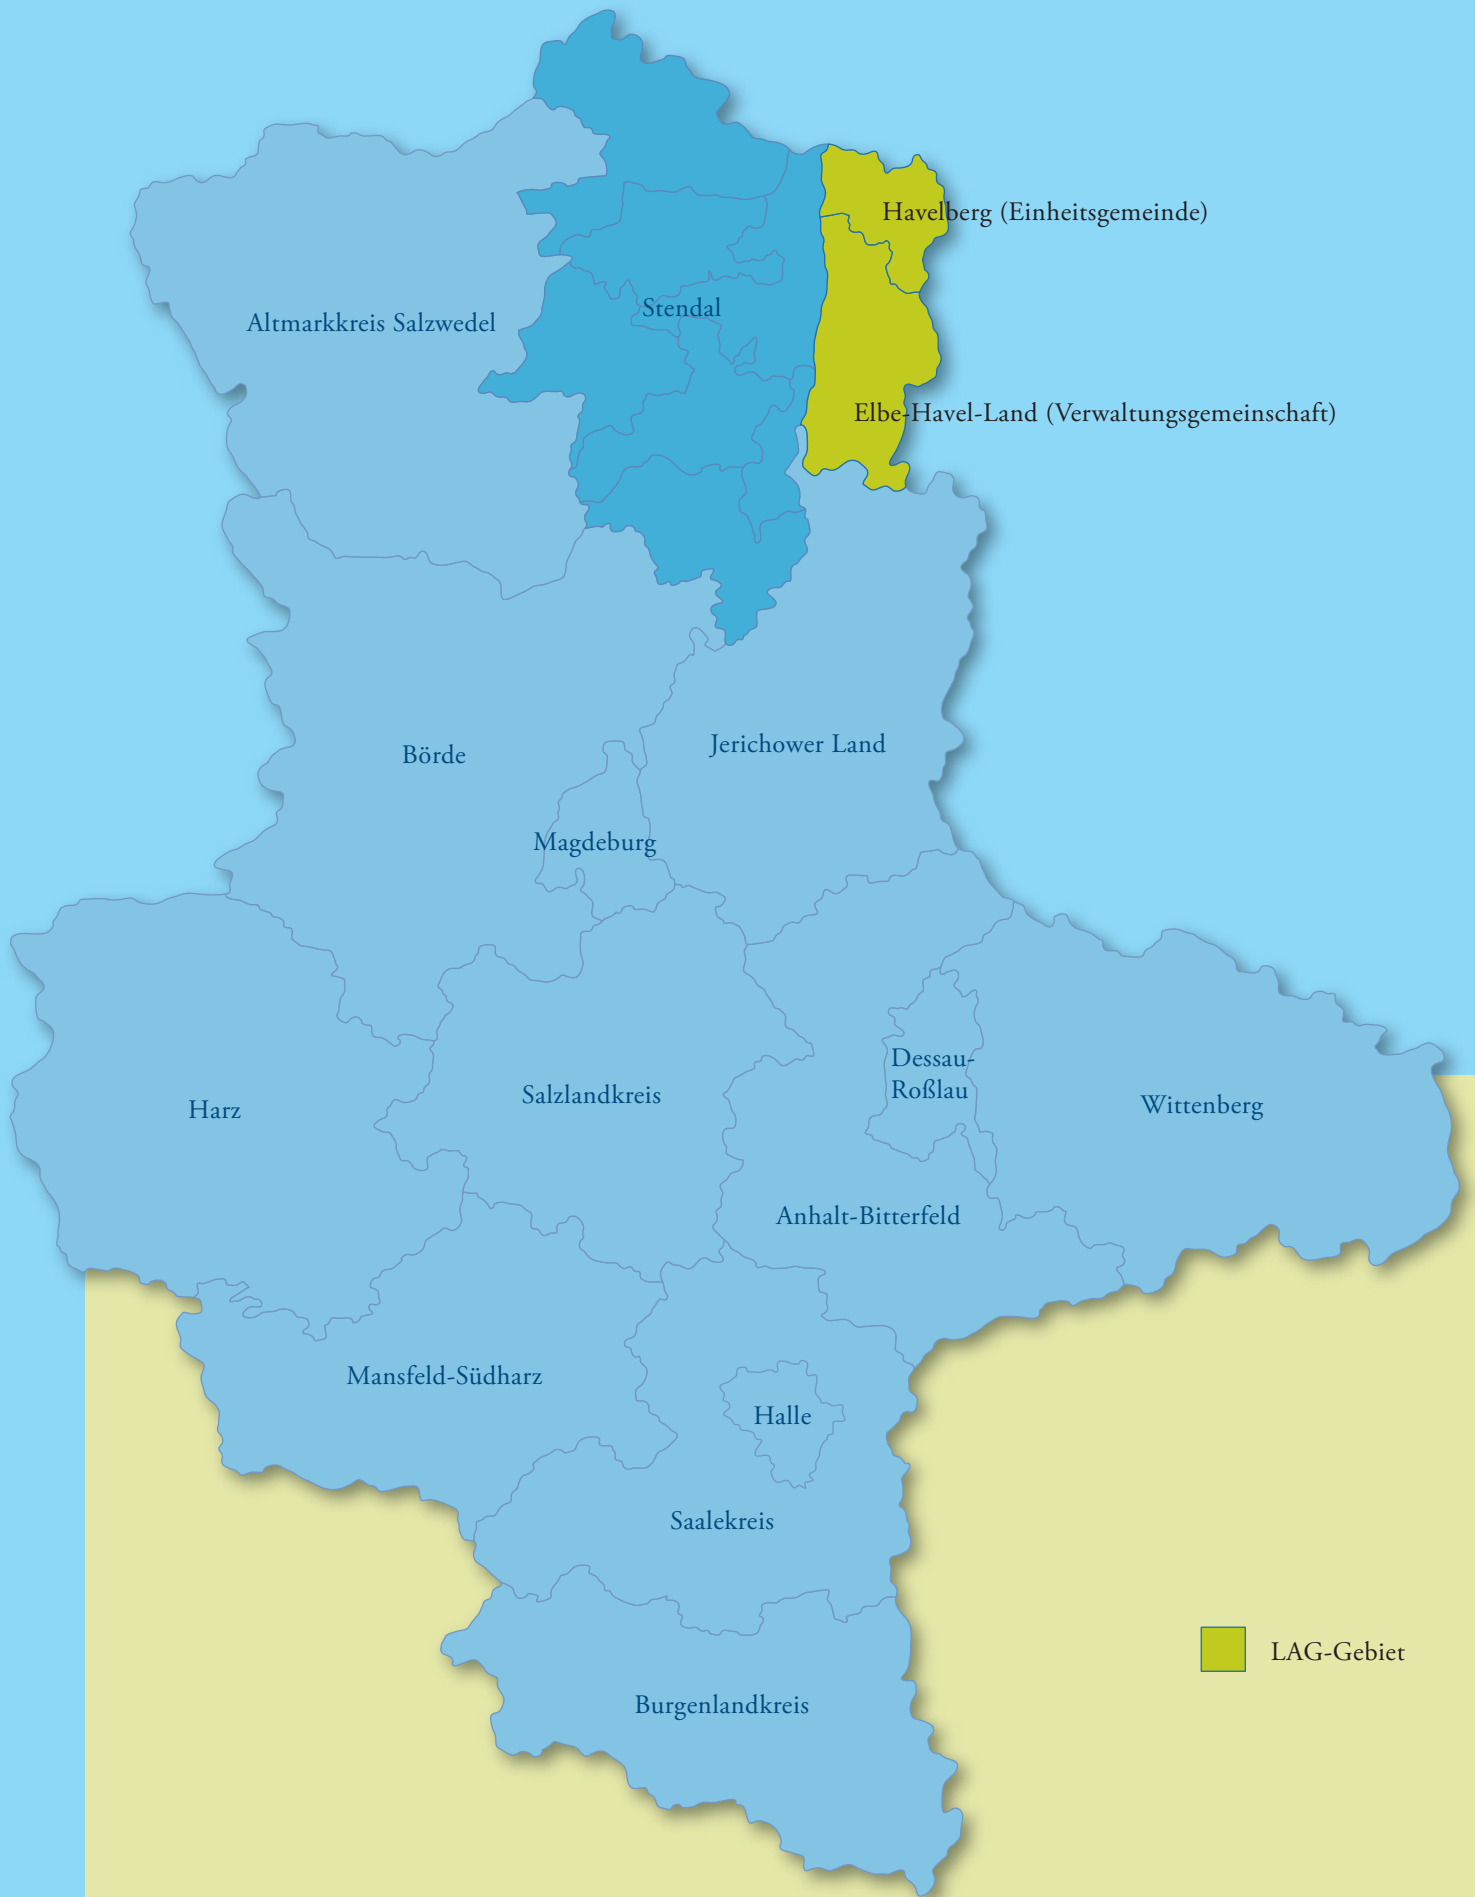 Havelberg (Einheitsgemeinde)
Stendal
Altmarkkreis Salzwedel
Elbe-Havel-Land (Verwaltungsgemeinschaft)
Jerichower Land
Börde
Magdeburg
Dessau-
Roßlau
Salzlandkreis
Wittenberg
Harz
Anhalt-Bitterfeld
Mansfeld-Südharz
Halle
Saalekreis
LAG-Gebiet
Burgenlandkreis